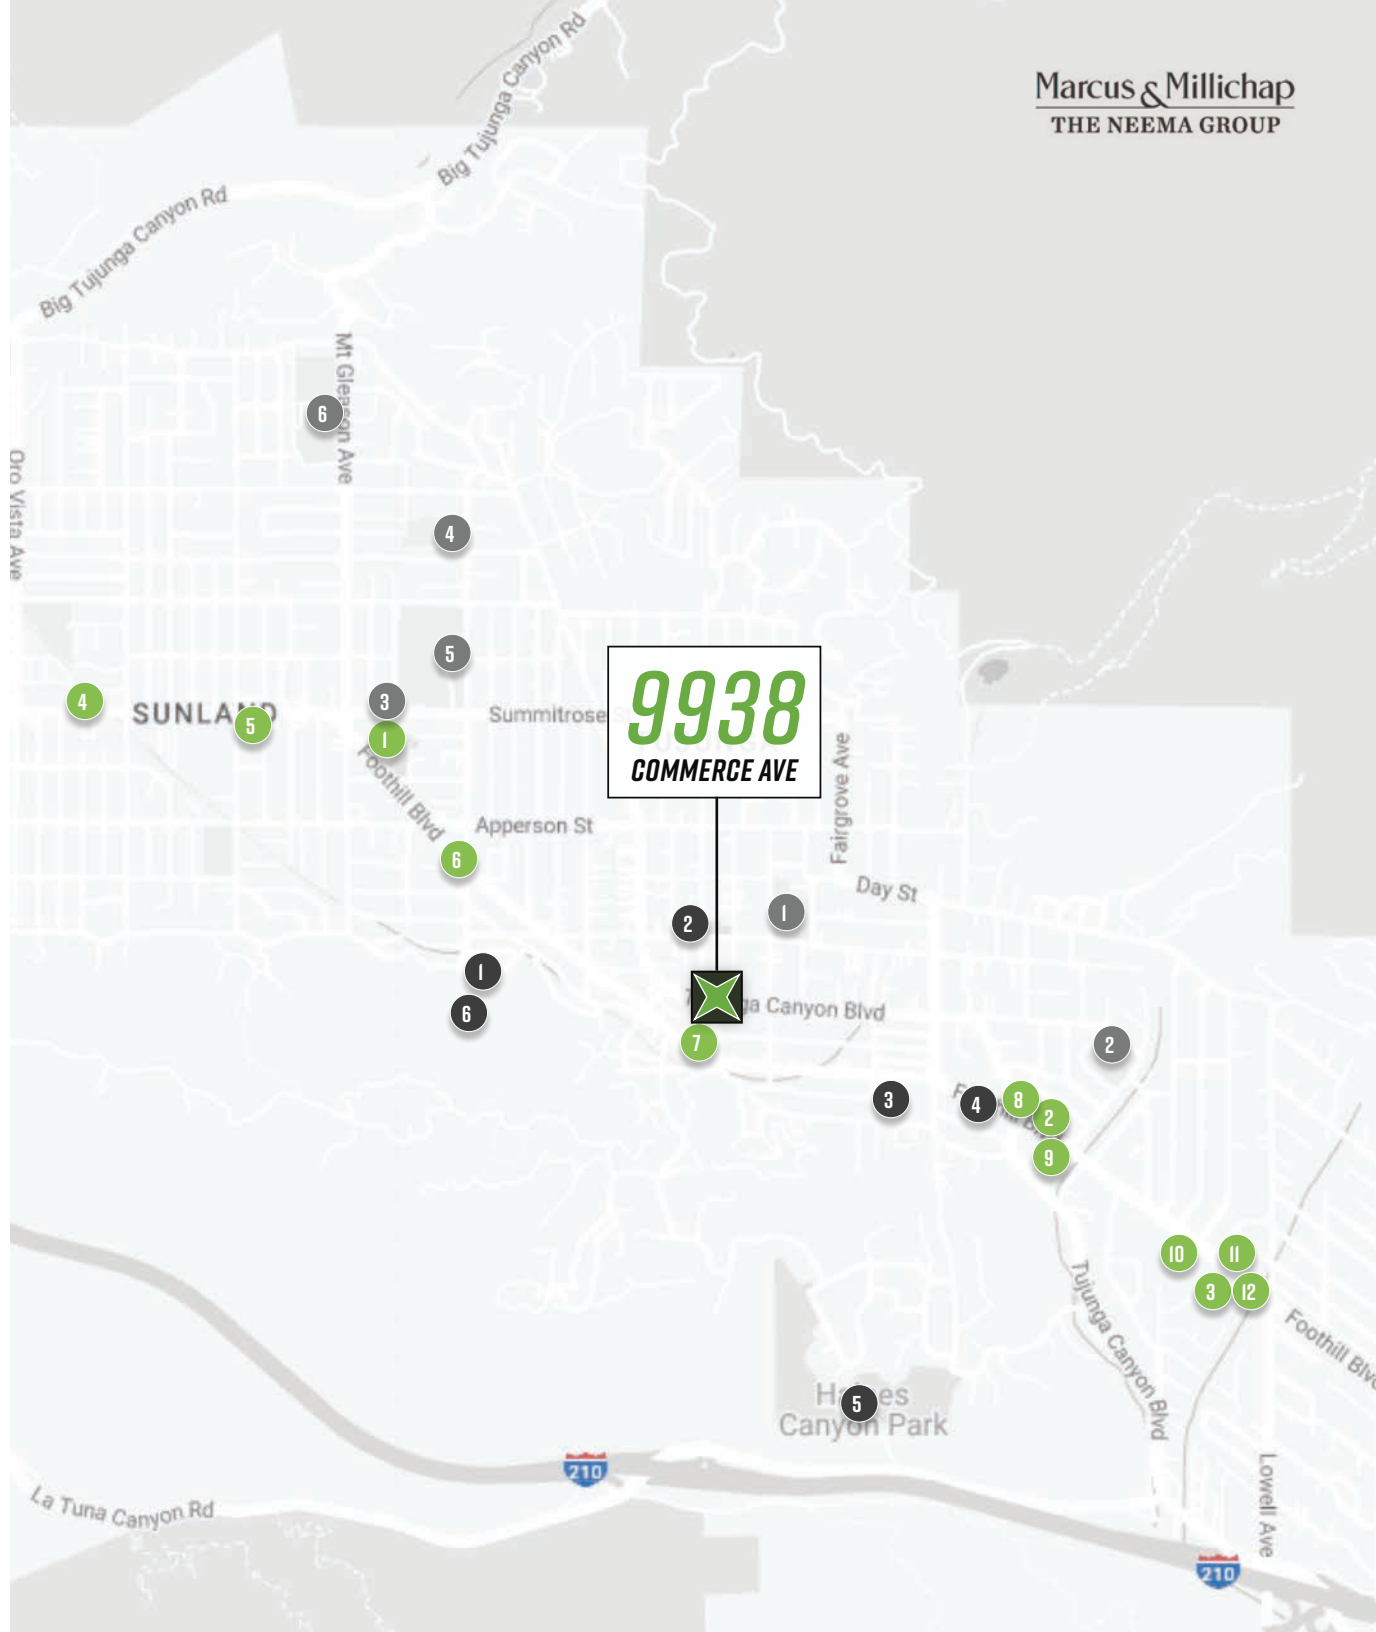 Big Tujunga Canyon Rd
Marcus & Millichap
THE NEEMA GROUP
Big Tujunga Canyon Rd
Mt Gleason Ave
6
Oro Vista Ave
4
5
4
SUNLAND
5
3
1
Summitrose
9938
COMMERCE AVE
Fairgrove Ave
Foothill Blvd
Apperson St
6
Day St
2
1
1
6
Canyon Blvd
7
2
3
4
8
2
9
10
11
3
12
Tujunga Canyon Blvd
Foothill Blvd
5
Canyon Park
210
La Tuna Canyon Rd
Lowell Ave
210